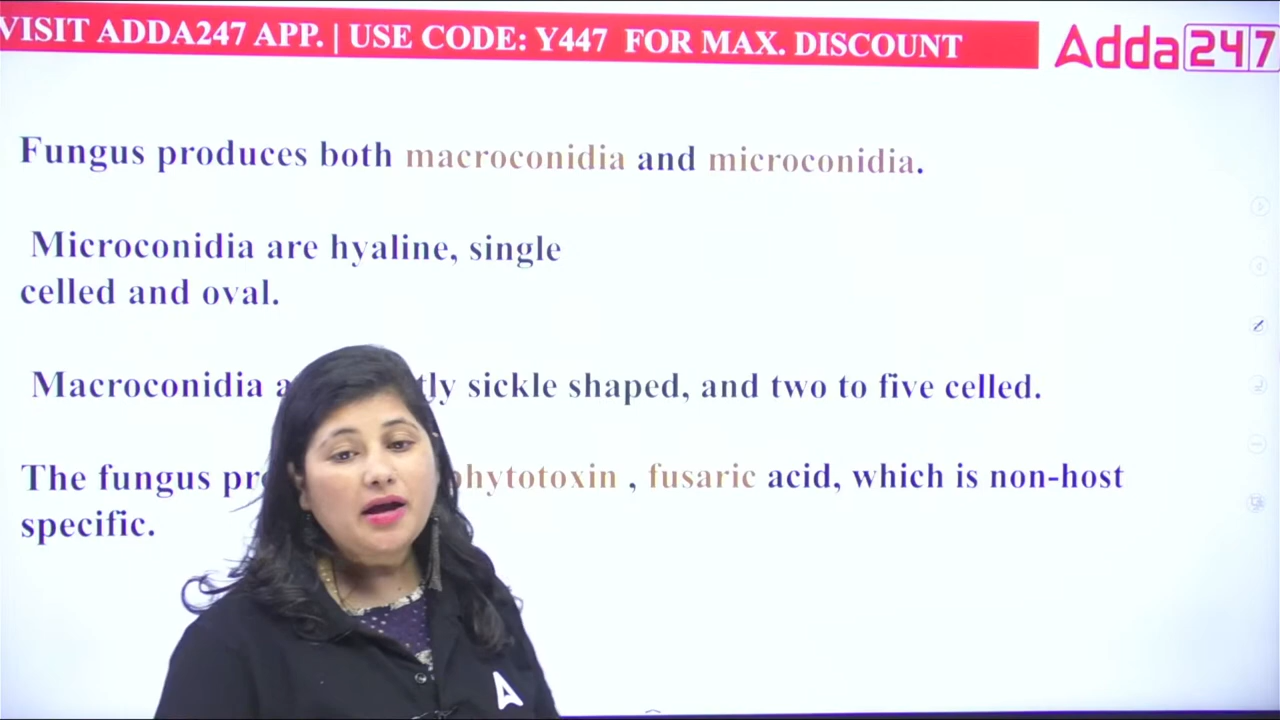 VISIT ADDA247 APP. | USE CODE: Y447 FOR MAX. DISCOUNT
Adda247
Fungus produces both macroconidia and microconidia.
Microconidia are hyaline, single
celled and oval.
Macroconidia sickle shaped, and two to five celled.
The fungus phytotoxin , fusaric acid, which is non-host
specific.
A